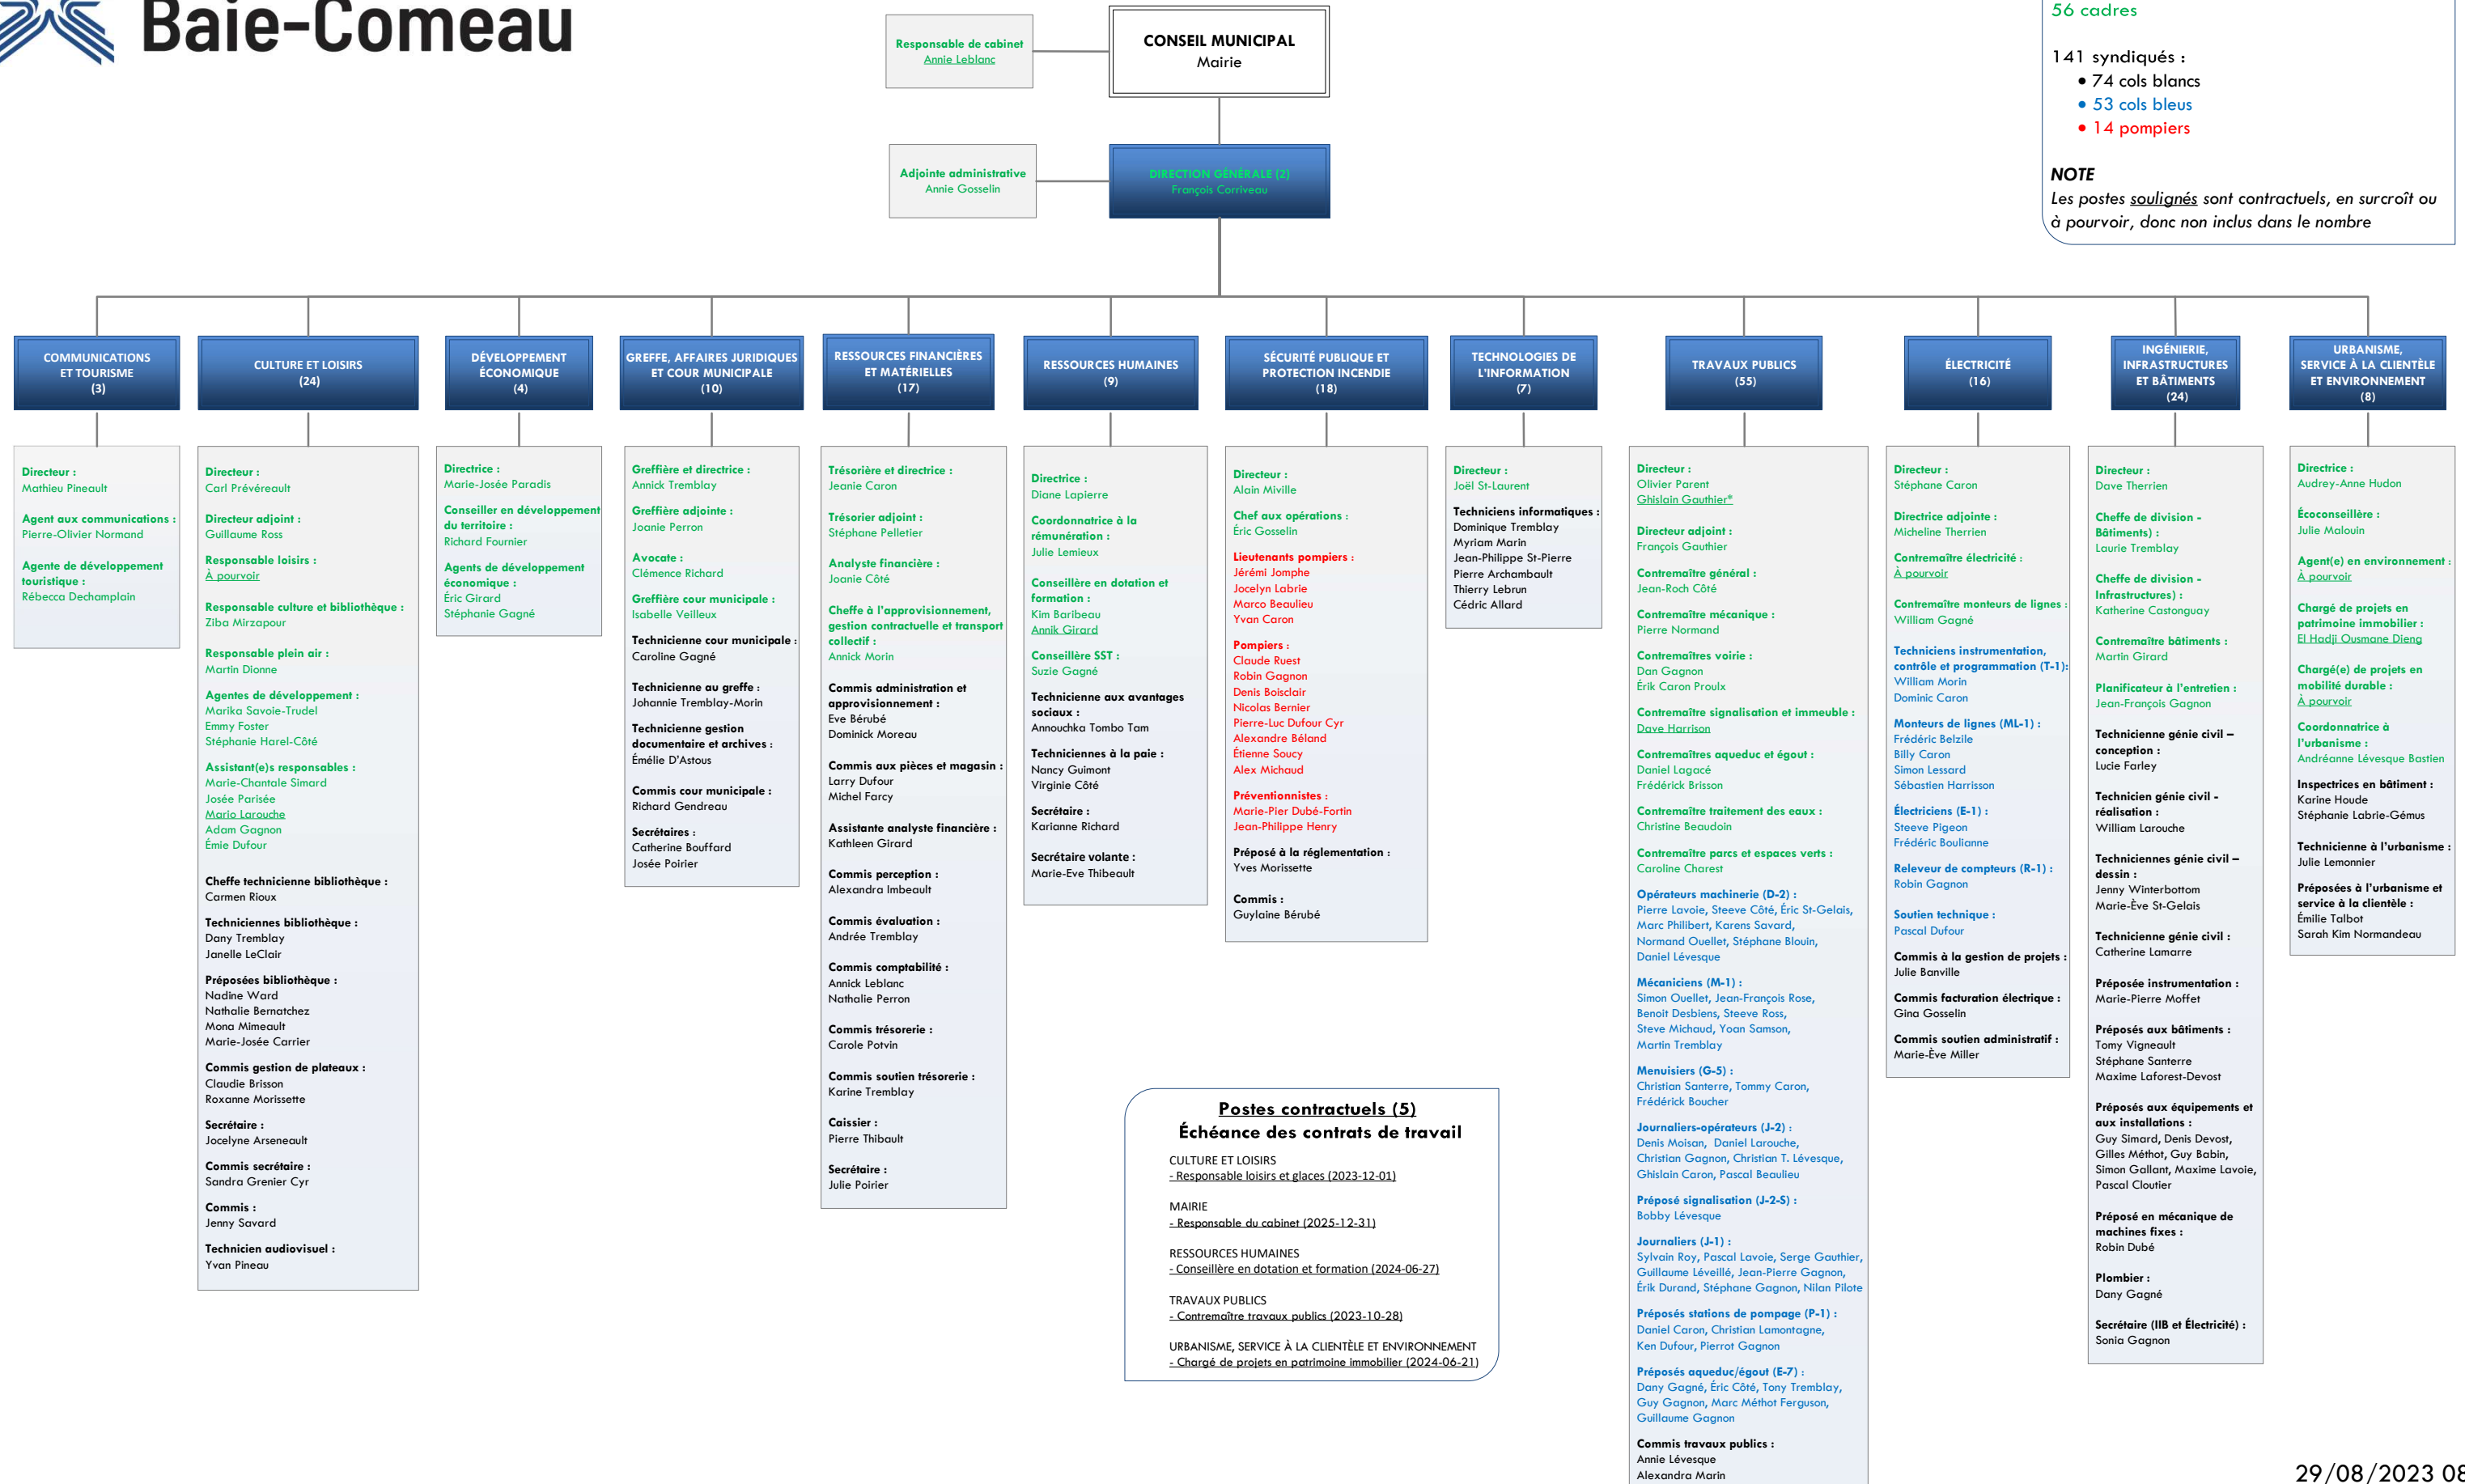 Baie-Comeau
Responsable de cabinet
Annie Leblanc
CONSEIL MUNICIPAL
Mairie
56 cadres
141 syndiqués :
• 74 cols blancs
• 53 cols bleus
• 14 pompiers
NOTE
Les postes soulignés sont contractuels, en surcroît ou
à pourvoir, donc non inclus dans le nombre
Adjointe administrative
Annie Gosselin
DIRECTION GÉNÉRALE (2)
François Corriveau
COMMUNICATIONS
ET TOURISME
(3)
Directeur :
Mathieu Pineault
Agent aux communications :
Pierre-Olivier Normand
Agente de développement
touristique :
Rébecca Dechamplain
CULTURE ET LOISIRS
(24)
Directeur :
Carl Prévéreault
Directeur adjoint :
Guillaume Ross
Responsable loisirs :
À pourvoir
Responsable culture et bibliothèque :
Ziba Mirzapour
Responsable plein air :
Martin Dionne
Agentes de développement :
Marika Savoie-Trudel
Emmy Foster
Stéphanie Harel-Côté
Assistant(e)s responsables :
Marie-Chantale Simard
Josée Parisée
Mario Larouche
Adam Gagnon
Émie Dufour
Cheffe technicienne bibliothèque :
Carmen Rioux
Techniciennes bibliothèque :
Dany Tremblay
Janelle LeClair
Préposées bibliothèque :
Nadine Ward
Nathalie Bernatchez
Mona Mimeault
Marie-Josée Carrier
Commis gestion de plateaux :
Claudie Brisson
Roxanne Morissette
Secrétaire :
Jocelyne Arseneault
Commis secrétaire :
Sandra Grenier Cyr
Commis :
Jenny Savard
Technicien audiovisuel :
Yvan Pineau
DÉVELOPPEMENT
ÉCONOMIQUE
(4)
Directrice :
Marie-Josée Paradis
Conseiller en développement
du territoire :
Richard Fournier
Agents de développement
économique :
Éric Girard
Stéphanie Gagné
GREFFE, AFFAIRES JURIDIQUES
ET COUR MUNICIPALE
(10)
Greffière et directrice :
Annick Tremblay
Greffière adjointe :
Joanie Perron
Avocate :
Clémence Richard
Greffière cour municipale :
Isabelle Veilleux
Technicienne cour municipale :
Caroline Gagné
Technicienne au greffe :
Johannie Tremblay-Morin
Technicienne gestion
documentaire et archives :
Émélie D'Astous
Commis cour municipale :
Richard Gendreau
Secrétaires :
Catherine Bouffard
Josée Poirier
RESSOURCES FINANCIÈRES
ET MATÉRIELLES
(17)
Trésorière et directrice :
Jeanie Caron
Trésorier adjoint :
Stéphane Pelletier
Analyste financière :
Joanie Côté
Cheffe à l'approvisionnement,
gestion contractuelle et transport
collectif :
Annick Morin
Commis administration et
approvisionnement :
Eve Bérubé
Dominick Moreau
Commis aux pièces et magasin :
Larry Dufour
Michel Farcy
Assistante analyste financière :
Kathleen Girard
Commis perception :
Alexandra Imbeault
Commis évaluation :
Andrée Tremblay
Commis comptabilité :
Annick Leblanc
Nathalie Perron
Commis trésorerie :
Carole Potvin
Commis soutien trésorerie :
Karine Tremblay
Caissier :
Pierre Thibault
Secrétaire :
Julie Poirier
RESSOURCES HUMAINES
(9)
Directrice :
Diane Lapierre
Coordonnatrice à la
rémunération :
Julie Lemieux
Conseillère en dotation et
formation :
Kim Baribeau
Annik Girard
Conseillère SST :
Suzie Gagné
Technicienne aux avantages
sociaux :
Annouchka Tombo Tam
Techniciennes à la paie :
Nancy Guimont
Virginie Côté
Secrétaire :
Karianne Richard
Secrétaire volante :
Marie-Eve Thibeault
SÉCURITÉ PUBLIQUE ET
PROTECTION INCENDIE
(18)
Directeur :
Alain Miville
Chef aux opérations :
Éric Gosselin
Lieutenants pompiers :
Jérémi Jomphe
Jocelyn Labrie
Marco Beaulieu
Yvan Caron
Pompiers :
Claude Ruest
Robin Gagnon
Denis Boisclair
Nicolas Bernier
Pierre-Luc Dufour Cyr
Alexandre Béland
Étienne Saucy
Alex Michaud
Préventionnistes :
Marie-Pier Dubé-Fortin
Jean-Philippe Henry
Préposé à la réglementation :
Yves Morissette
Commis :
Guylaine Bérubé
TECHNOLOGIES DE
L'INFORMATION
(7)
Directeur :
Joël St-Laurent
Techniciens informatiques :
Dominique Tremblay
Myriam Marin
Jean-Philippe St-Pierre
Pierre Archambault
Thierry Lebrun
Cédric Allard
TRAVAUX PUBLICS
(55)
Directeur :
Olivier Parent
Ghislain Gauthier*
Directeur adjoint :
François Gauthier
Contremaître général :
Jean-Roch Côté
Contremaître mécanique :
Pierre Normand
Contremaîtres voirie :
Dan Gagnon
Érik Caron Proulx
Contremaître signalisation et immeuble :
Dave Harrison
Contremaîtres aqueduc et égout :
Daniel Lagacé
Frédérick Brisson
Contremaître traitement des eaux :
Christine Beaudoin
Contremaître parcs et espaces verts :
Caroline Charest
Opérateurs machinerie (D-2) :
Pierre Lavoie, Steeve Côté, Éric St-Gelais,
Marc Philibert, Karens Savard,
Normand Ouellet, Stéphane Blouin,
Daniel Lévesque
Mécaniciens (M-1) :
Simon Ouellet, Jean-François Rose,
Benoit Desbiens, Steeve Ross,
Steve Michaud, Yoan Samson,
Martin Tremblay
Menuisiers (G-5) :
Christian Santerre, Tommy Caron,
Frédérick Boucher
Journaliers-opérateurs (J-2) :
Denis Moisan, Daniel Larouche,
Christian Gagnon, Christian T. Lévesque,
Ghislain Caron, Pascal Beaulieu
Préposé signalisation (J-2-S) :
Bobby Lévesque
Journaliers (J-1) :
Sylvain Roy, Pascal Lavoie, Serge Gauthier,
Guillaume Léveillé, Jean-Pierre Gagnon,
Érik Durand, Stéphane Gagnon, Nilan Pilote
Préposés stations de pompage (P-1) :
Daniel Caron, Christian Lamontagne,
Ken Dufour, Pierrot Gagnon
Préposés aqueduc/égout (E-7) :
Dany Gagné, Éric Côté, Tony Tremblay,
Guy Gagnon, Marc Méthot Ferguson,
Guillaume Gagnon
Commis travaux publics :
Annie Lévesque
Alexandra Marin
ÉLECTRICITÉ
(16)
Directeur :
Stéphane Caron
Directrice adjointe :
Micheline Therrien
Contremaître électricité :
À pourvoir
Contremaître monteurs de lignes :
William Gagné
Techniciens instrumentation,
contrôle et programmation (T-1):
William Morin
Dominic Caron
Monteurs de lignes (ML-1) :
Frédéric Belzile
Billy Caron
Simon Lessard
Sébastien Harrisson
Électriciens (E-1) :
Steeve Pigeon
Frédéric Boulianne
Releveur de compteurs (R-1) :
Robin Gagnon
Soutien technique :
Pascal Dufour
Commis à la gestion de projets :
Julie Banville
Commis facturation électrique :
Gina Gosselin
Commis soutien administratif :
Marie-Ève Miller
INGÉNIERIE,
INFRASTRUCTURES
ET BÂTIMENTS
(24)
Directeur :
Dave Therrien
Cheffe de division -
Bâtiments) :
Laurie Tremblay
Cheffe de division -
Infrastructures) :
Katherine Castonguay
Contremaître bâtiments :
Martin Girard
Planificateur à l'entretien :
Jean-François Gagnon
Technicienne génie civil –
conception :
Lucie Farley
Technicien génie civil -
réalisation :
William Larouche
Techniciennes génie civil –
dessin :
Jenny Winterbottom
Marie-Ève St-Gelais
Technicienne génie civil :
Catherine Lamarre
Préposée instrumentation :
Marie-Pierre Moffet
Préposés aux bâtiments :
Tomy Vigneault
Stéphane Santerre
Maxime Laforest-Devost
Préposés aux équipements et
aux installations :
Guy Simard, Denis Devost,
Gilles Méthot, Guy Babin,
Simon Gallant, Maxime Lavoie,
Pascal Cloutier
Préposé en mécanique de
machines fixes :
Robin Dubé
Plombier :
Dany Gagné
Secrétaire (IIB et Électricité) :
Sonia Gagnon
URBANISME,
SERVICE À LA CLIENTÈLE
ET ENVIRONNEMENT
(8)
Directrice :
Audrey-Anne Hudon
Écoconseillère :
Julie Malouin
Agent(e) en environnement :
À pourvoir
Chargé de projets en
patrimoine immobilier :
El Hadji Ousmane Dieng
Chargé(e) de projets en
mobilité durable :
À pourvoir
Coordonnatrice à
l'urbanisme :
Andréanne Lévesque Bastien
Inspectrices en bâtiment :
Karine Houde
Stéphanie Labrie-Gémus
Technicienne à l'urbanisme :
Julie Lemonnier
Préposées à l'urbanisme et
service à la clientèle :
Émilie Talbot
Sarah Kim Normandeau
Postes contractuels (5)
Échéance des contrats de travail
CULTURE ET LOISIRS
- Responsable loisirs et glaces (2023-12-01)
MAIRIE
- Responsable du cabinet (2025-12-31)
RESSOURCES HUMAINES
- Conseillère en dotation et formation (2024-06-27)
TRAVAUX PUBLICS
- Contremaître travaux publics (2023-10-28)
URBANISME, SERVICE À LA CLIENTÈLE ET ENVIRONNEMENT
- Chargé de projets en patrimoine immobilier (2024-06-21)
29/08/2023 08